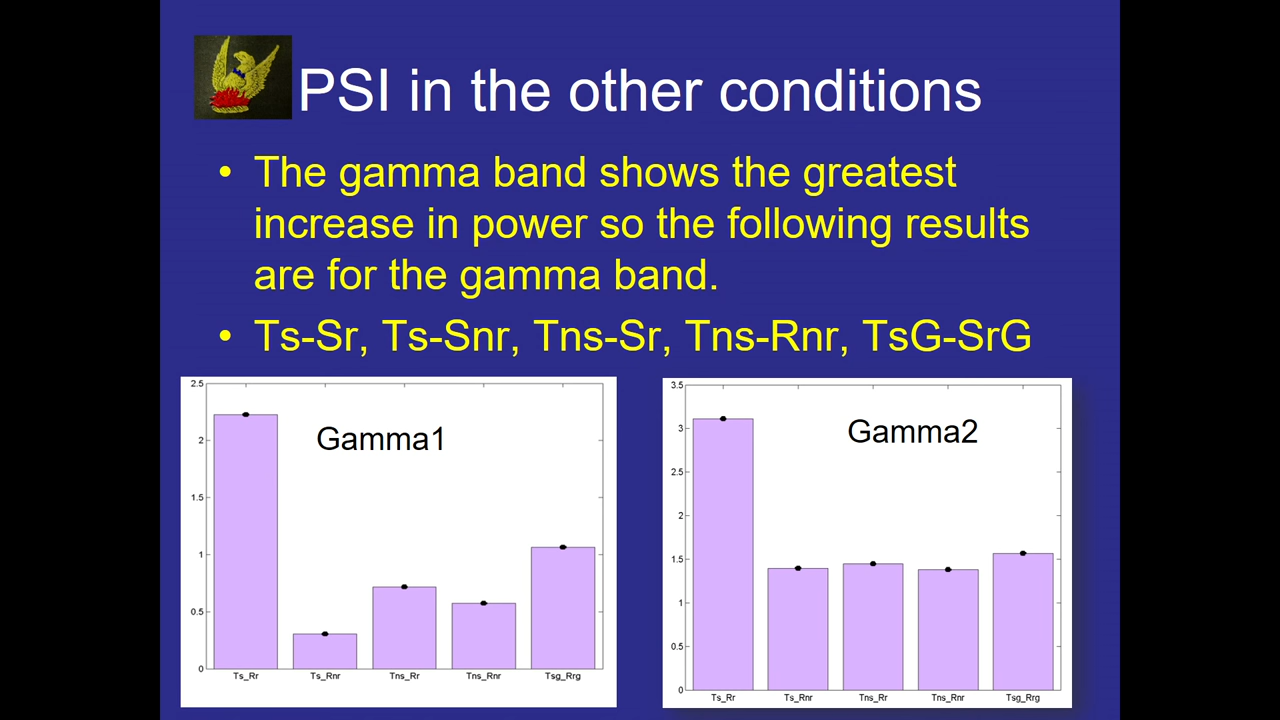 PSI in the other conditions
• The gamma band shows the greatest
increase in power so the following results
are for the gamma band.
• Ts-Sr, Ts-Snr, Tns-Sr, Tns-Rnr, TsG-SrG
Gamma1
2.5
2
1.5
1
0.5
0
Ts_Rr Ts_Rnr Tns_Rr Tns_Rnr Tsg_Rrg
Gamma2
3.5
3
2.5
2
1.5
1
0.5
0
Ts_Rr Ts_Rnr Tns_Rr Tns_Rnr Tsg_Rrg